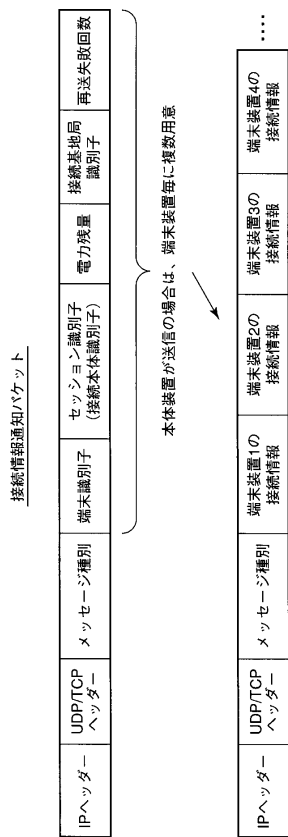 接続情報通知パケット
IPヘッダー
UDP/TCP
ヘッダー
メッセージ種別
端末識別子
セッション識別子
(接続本体識別子)
電力残量
接続基地局
識別子
再送失敗回数
本体装置が送信の場合は、端末装置毎に複数用意
IPヘッダー
UDP/TCP
ヘッダー
メッセージ種別
端末装置1の
接続情報
端末装置2の
接続情報
端末装置3の
接続情報
端末装置4の
接続情報
‥‥